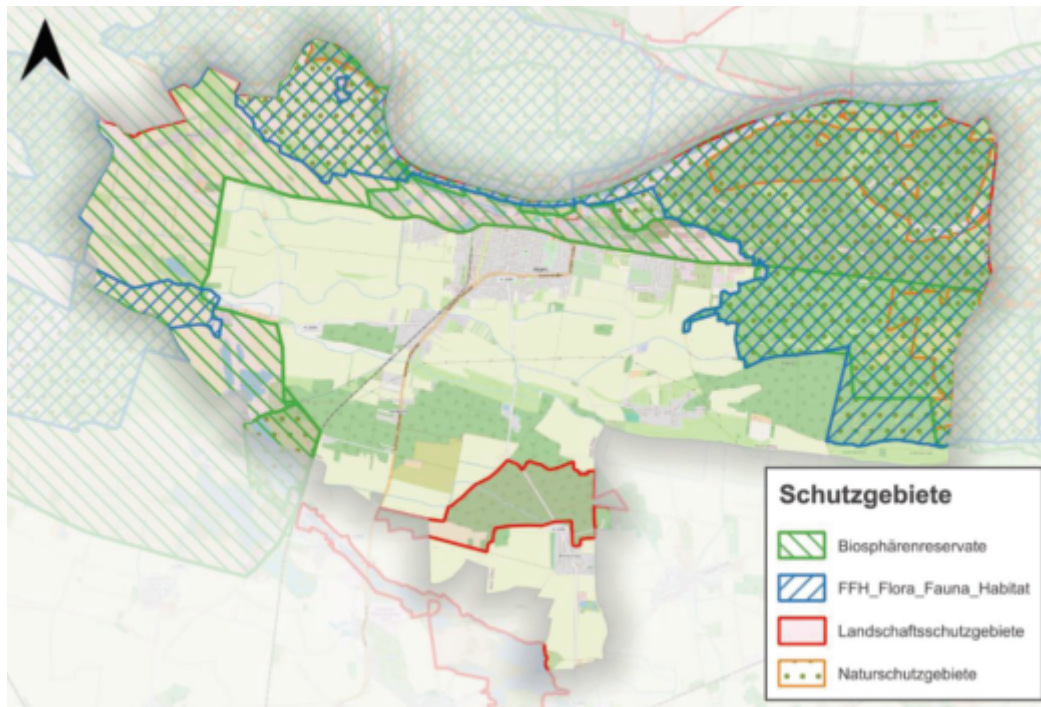 Schutzgebiete
Biosphärenreservate
FFH_Flora_Fauna_Habitat
Landschaftsschutzgebiete
Naturschutzgebiete